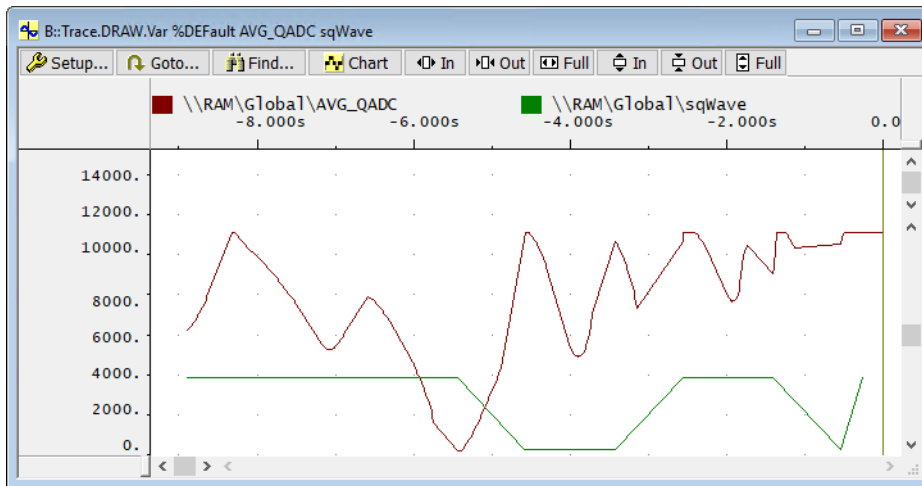 B::Trace.DRAW.Var %DEFault AVG_QADC sqWave
Setup... Goto... Find... Chart In Out Full In Out Full
\\RAM\Global\AVG_QADC \\RAM\Global\sqWave
-8.000s -6.000s -4.000s -2.000s 0.0
14000.
12000.
10000.
8000.
6000.
4000.
2000.
0.